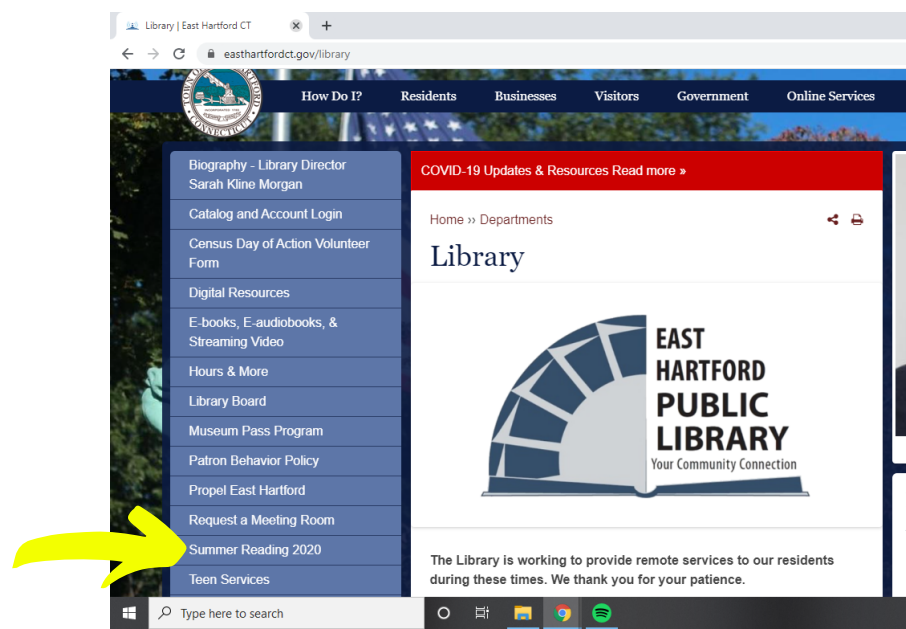 Library | East Hartford CT
easthartfordct.gov/library
How Do I? Residents Businesses Visitors Government Online Services
CONNECTICUT
Biography - Library Director
Sarah Kline Morgan
Catalog and Account Login
Census Day of Action Volunteer
Form
Digital Resources
E-books, E-audiobooks, &
Streaming Video
Hours & More
Library Board
Museum Pass Program
Patron Behavior Policy
Propel East Hartford
Request a Meeting Room
Summer Reading 2020
Teen Services
COVID-19 Updates & Resources Read more »
Home ›› Departments
Library
EAST
HARTFORD
PUBLIC
LIBRARY
Your Community Connection
The Library is working to provide remote services to our residents
during these times. We thank you for your patience.
Type here to search